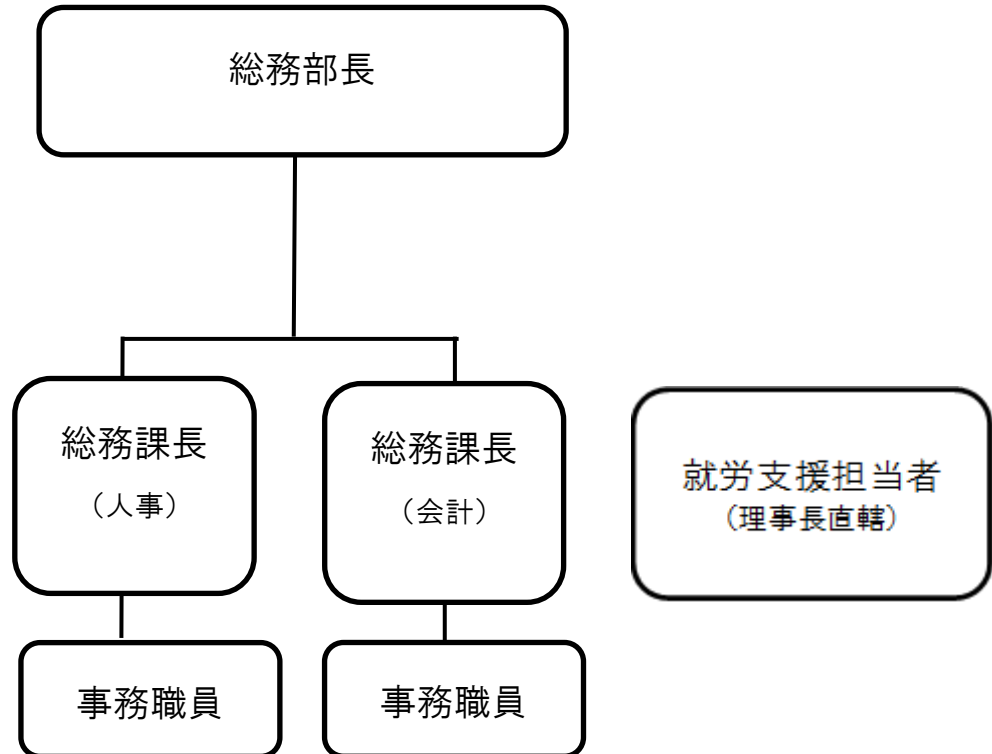 総務部長
総務課長
（人事）
総務課長
（会計）
就労支援担当者
（理事長直轄）
事務職員
事務職員